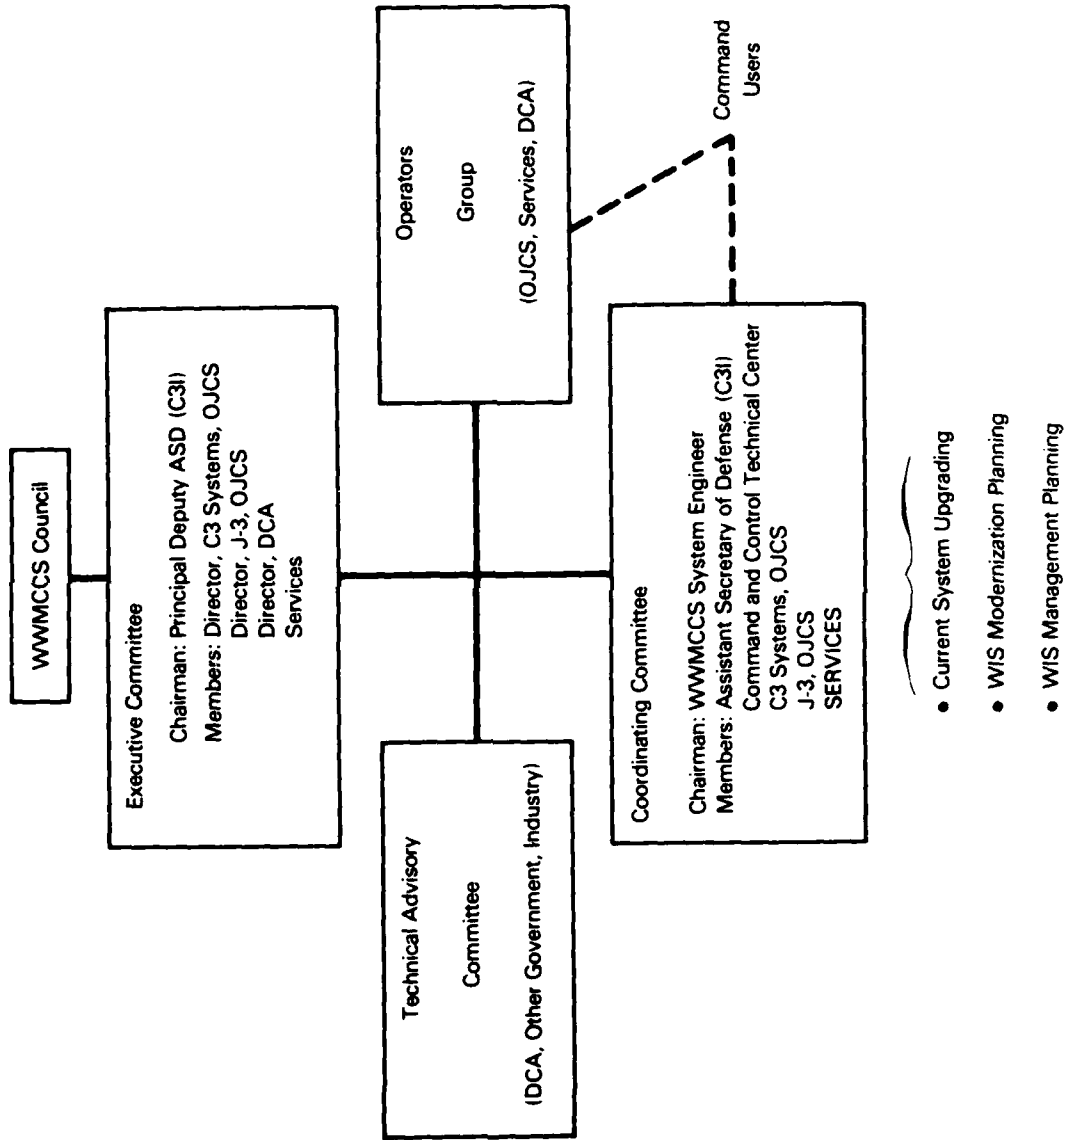 WWMCCS Council
Executive Committee
Chairman: Principal Deputy ASD (C3I)
Members: Director, C3 Systems, OJCS
Director, J-3, OJCS
Director, DCA
Services
Technical Advisory
Committee
(DCA, Other Government, Industry)
Operators
Group
(OJCS, Services, DCA)
Coordinating Committee
Chairman: WWMCCS System Engineer
Members: Assistant Secretary of Defense (C3I)
Command and Control Technical Center
C3 Systems, OJCS
J-3, OJCS
SERVICES
Command
Users
• Current System Upgrading
• WIS Modernization Planning
• WIS Management Planning